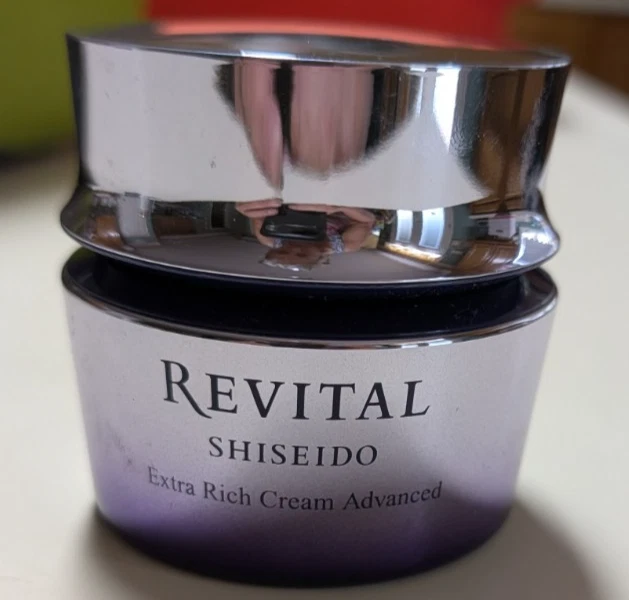 REVITAL
SHISEIDO
Extra Rich Cream Advanced